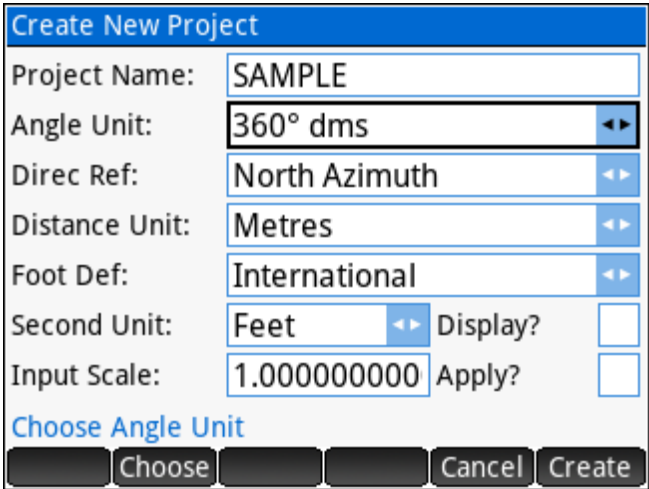 Create New Project
Project Name: SAMPLE
Angle Unit: 360° dms
Direc Ref: North Azimuth
Distance Unit: Metres
Foot Def: International
Second Unit: Feet Display?
Input Scale: 1.000000000 Apply?
Choose Angle Unit
Choose Cancel Create